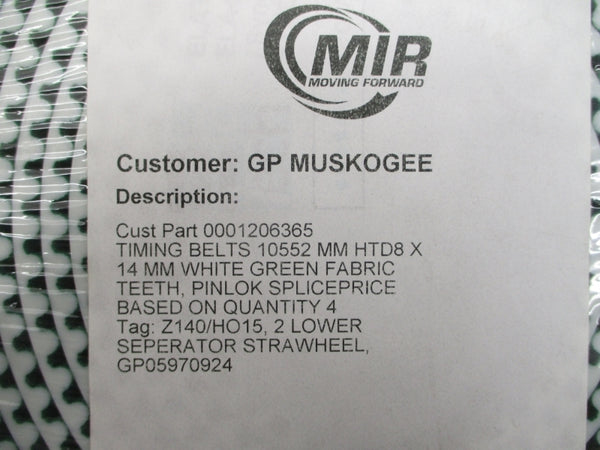 MIR
MOVING FORWARD
Customer: GP MUSKOGEE
Description:
Cust Part 0001206365
TIMING BELTS 10552 MM HTD8 X
14 MM WHITE GREEN FABRIC
TEETH, PINLOK SPLICEPRICE
BASED ON QUANTITY 4
Tag: Z140/HO15, 2 LOWER
SEPERATOR STRAWHEEL,
GP05970924